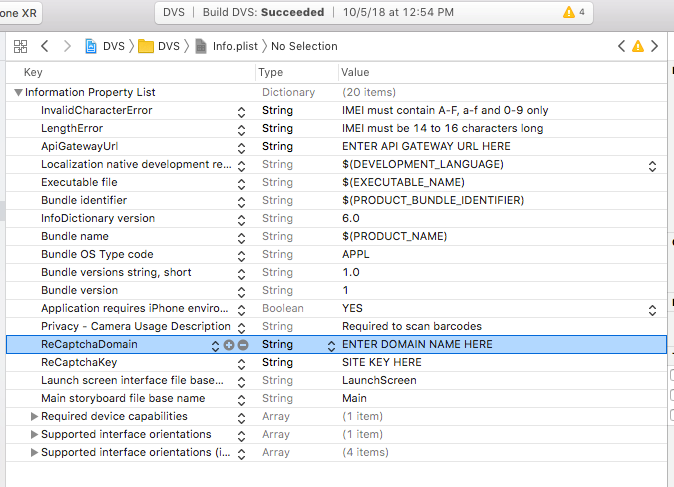 one XR DVS Build DVS: Succeeded 10/5/18 at 12:54 PM 4
DVS DVS Info.plist No Selection
Key Type Value
Information Property List Dictionary (20 items)
InvalidCharacterError String IMEI must contain A-F, a-f and 0-9 only
LengthError String IMEI must be 14 to 16 characters long
ApiGatewayUrl String ENTER API GATEWAY URL HERE
Localization native development re... String $(DEVELOPMENT_LANGUAGE)
Executable file String $(EXECUTABLE_NAME)
Bundle identifier String $(PRODUCT_BUNDLE_IDENTIFIER)
InfoDictionary version String 6.0
Bundle name String $(PRODUCT_NAME)
Bundle OS Type code String APPL
Bundle versions string, short String 1.0
Bundle version String 1
Application requires iPhone enviro... Boolean YES
Privacy - Camera Usage Description String Required to scan barcodes
ReCaptchaDomain String ENTER DOMAIN NAME HERE
ReCaptchaKey String SITE KEY HERE
Launch screen interface file base... String LaunchScreen
Main storyboard file base name String Main
Required device capabilities Array (1 item)
Supported interface orientations Array (1 item)
Supported interface orientations (i... Array (4 items)